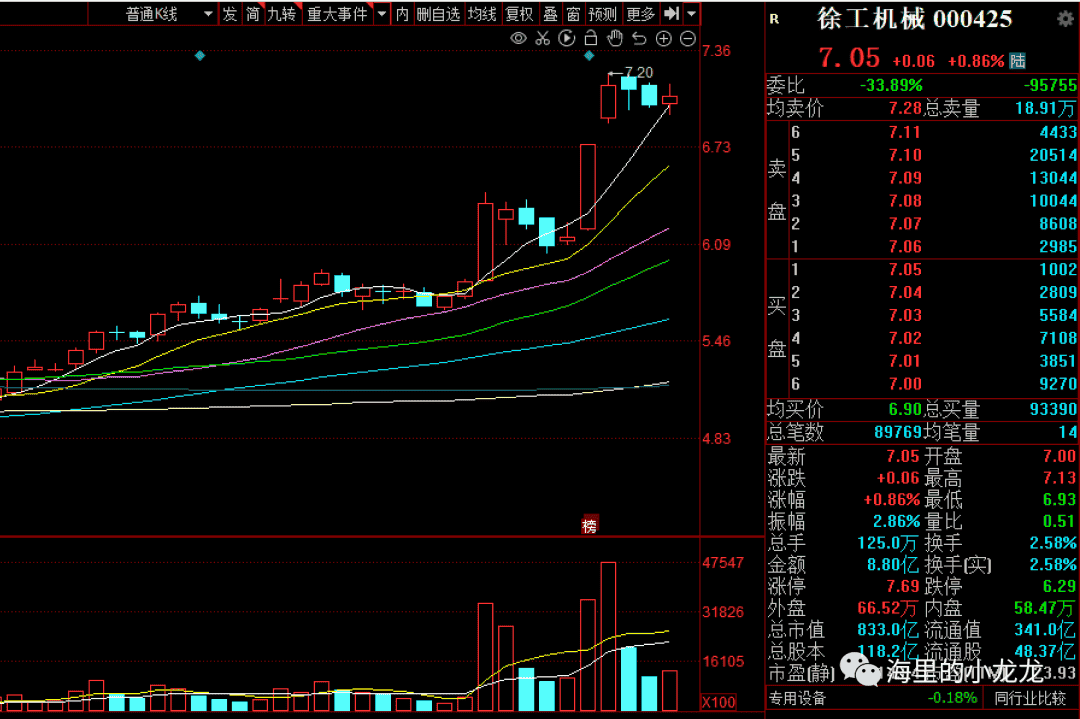 普通K线 发 简 九转 重大事件 内 删自选 均线 复权 叠 窗 预测 更多
R 徐工机械 000425
7.05 +0.06 +0.86% 陆
委比 -33.89% -95755
均卖价 7.28 总卖量 18.91万
卖盘
6 7.11 4433
5 7.10 20514
4 7.09 13044
3 7.08 10044
2 7.07 8608
1 7.06 2985
买盘
1 7.05 1002
2 7.04 2809
3 7.03 5584
4 7.02 7108
5 7.01 3851
6 7.00 9270
均买价 6.90 总买量 93390
总笔数 89769 均笔量 14
最新 7.05 开盘 7.00
涨跌 +0.06 最高 7.13
涨幅 +0.86% 最低 6.93
振幅 2.86% 量比 0.51
总手 125.0万 换手 2.58%
金额 8.80亿 换手(实) 2.58%
涨停 7.69 跌停 6.29
外盘 66.52万 内盘 58.47万
总市值 833.0亿 流通值 341.0亿
总股本 118.2亿 流通股 48.37亿
市盈(静) 3.93
海里的小龙龙
专用设备 -0.18% 同行业比较
7.36
7.20
6.73
6.09
5.46
4.83
榜
47547
31826
16105
X100